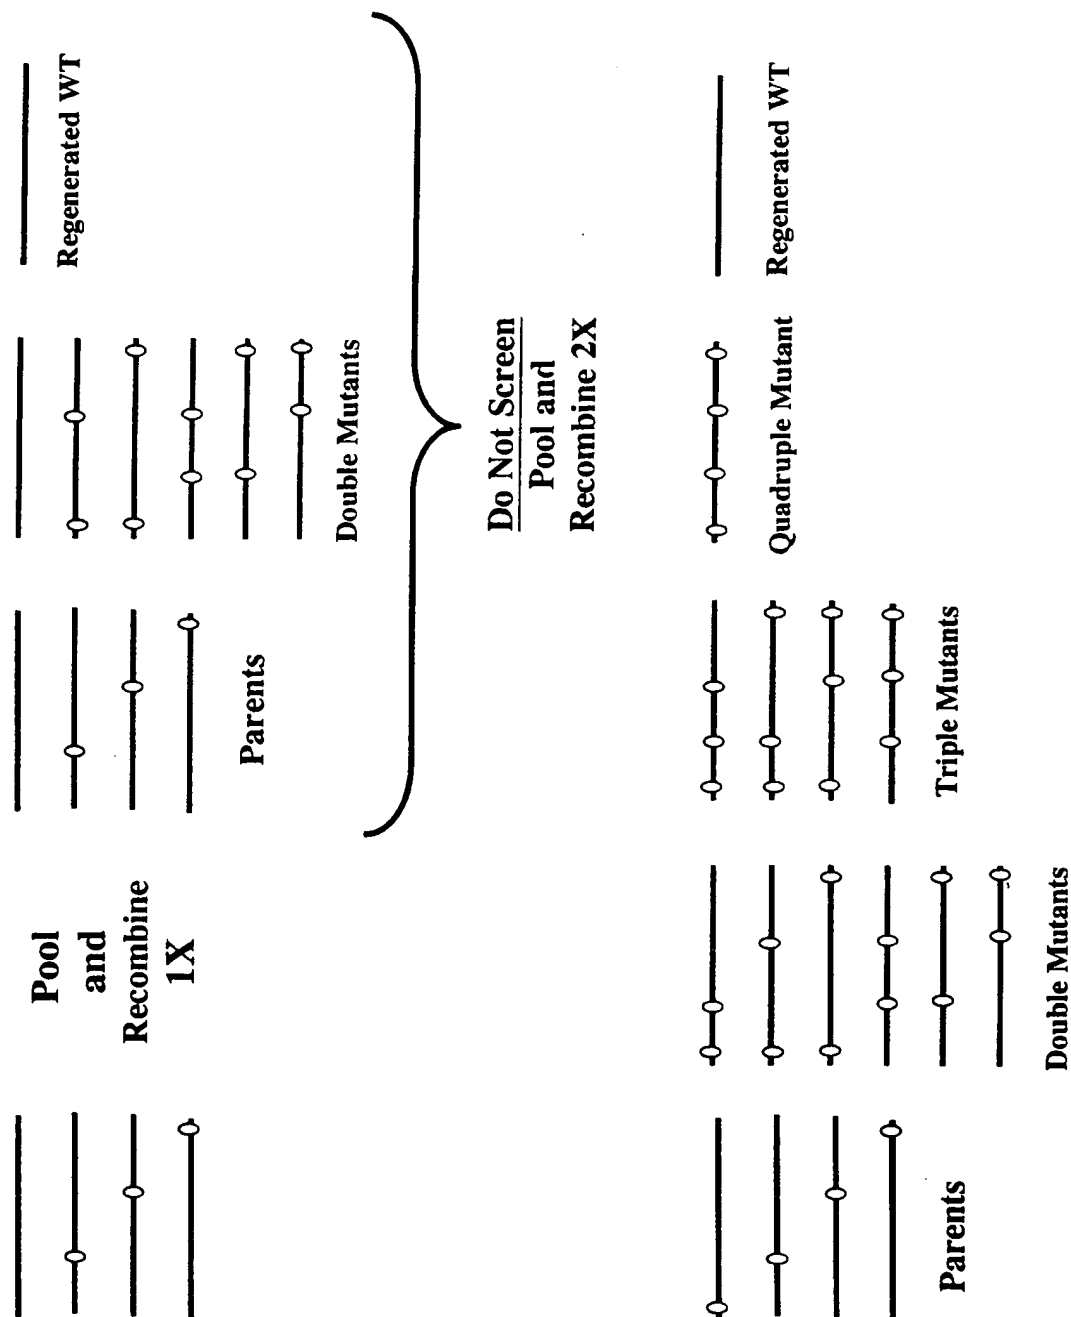 Pool
and
Recombine
1X
Parents
Double Mutants
Regenerated WT
Do Not Screen
Pool and
Recombine 2X
Parents
Double Mutants
Triple Mutants
Quadruple Mutant
Regenerated WT